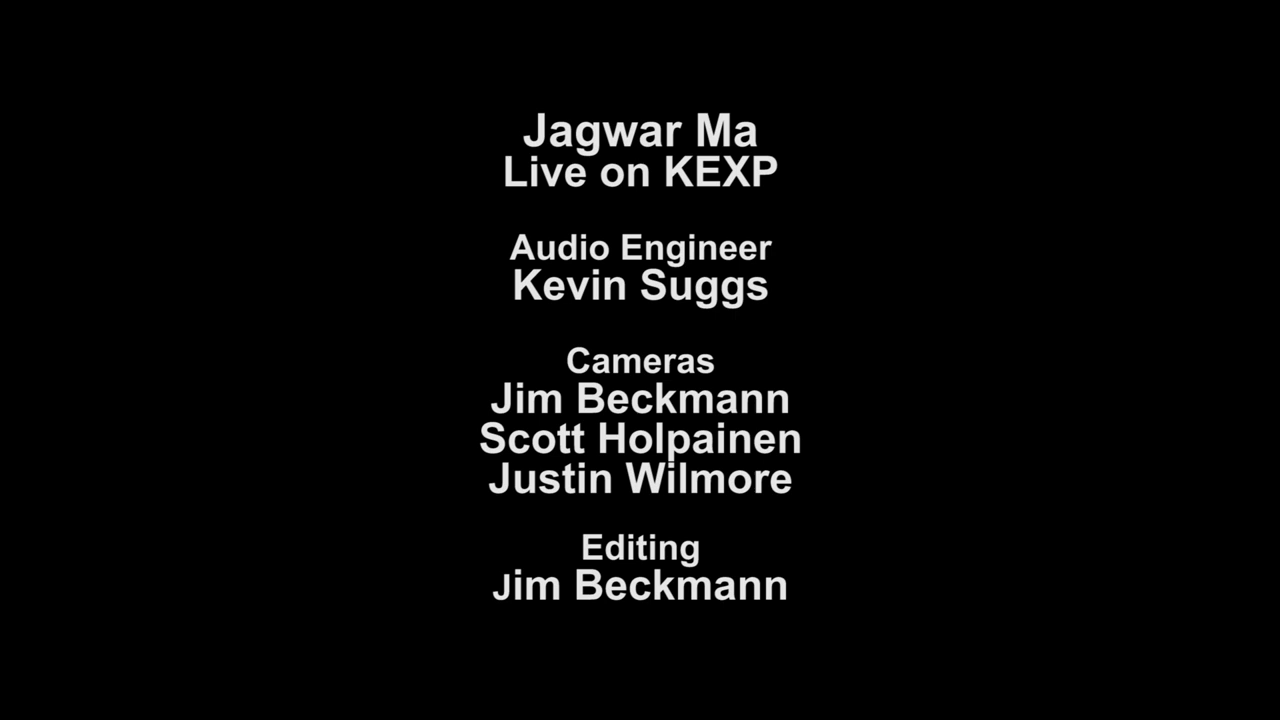 Jagwar Ma
Live on KEXP
Audio Engineer
Kevin Suggs
Cameras
Jim Beckmann
Scott Holpainen
Justin Wilmore
Editing
Jim Beckmann